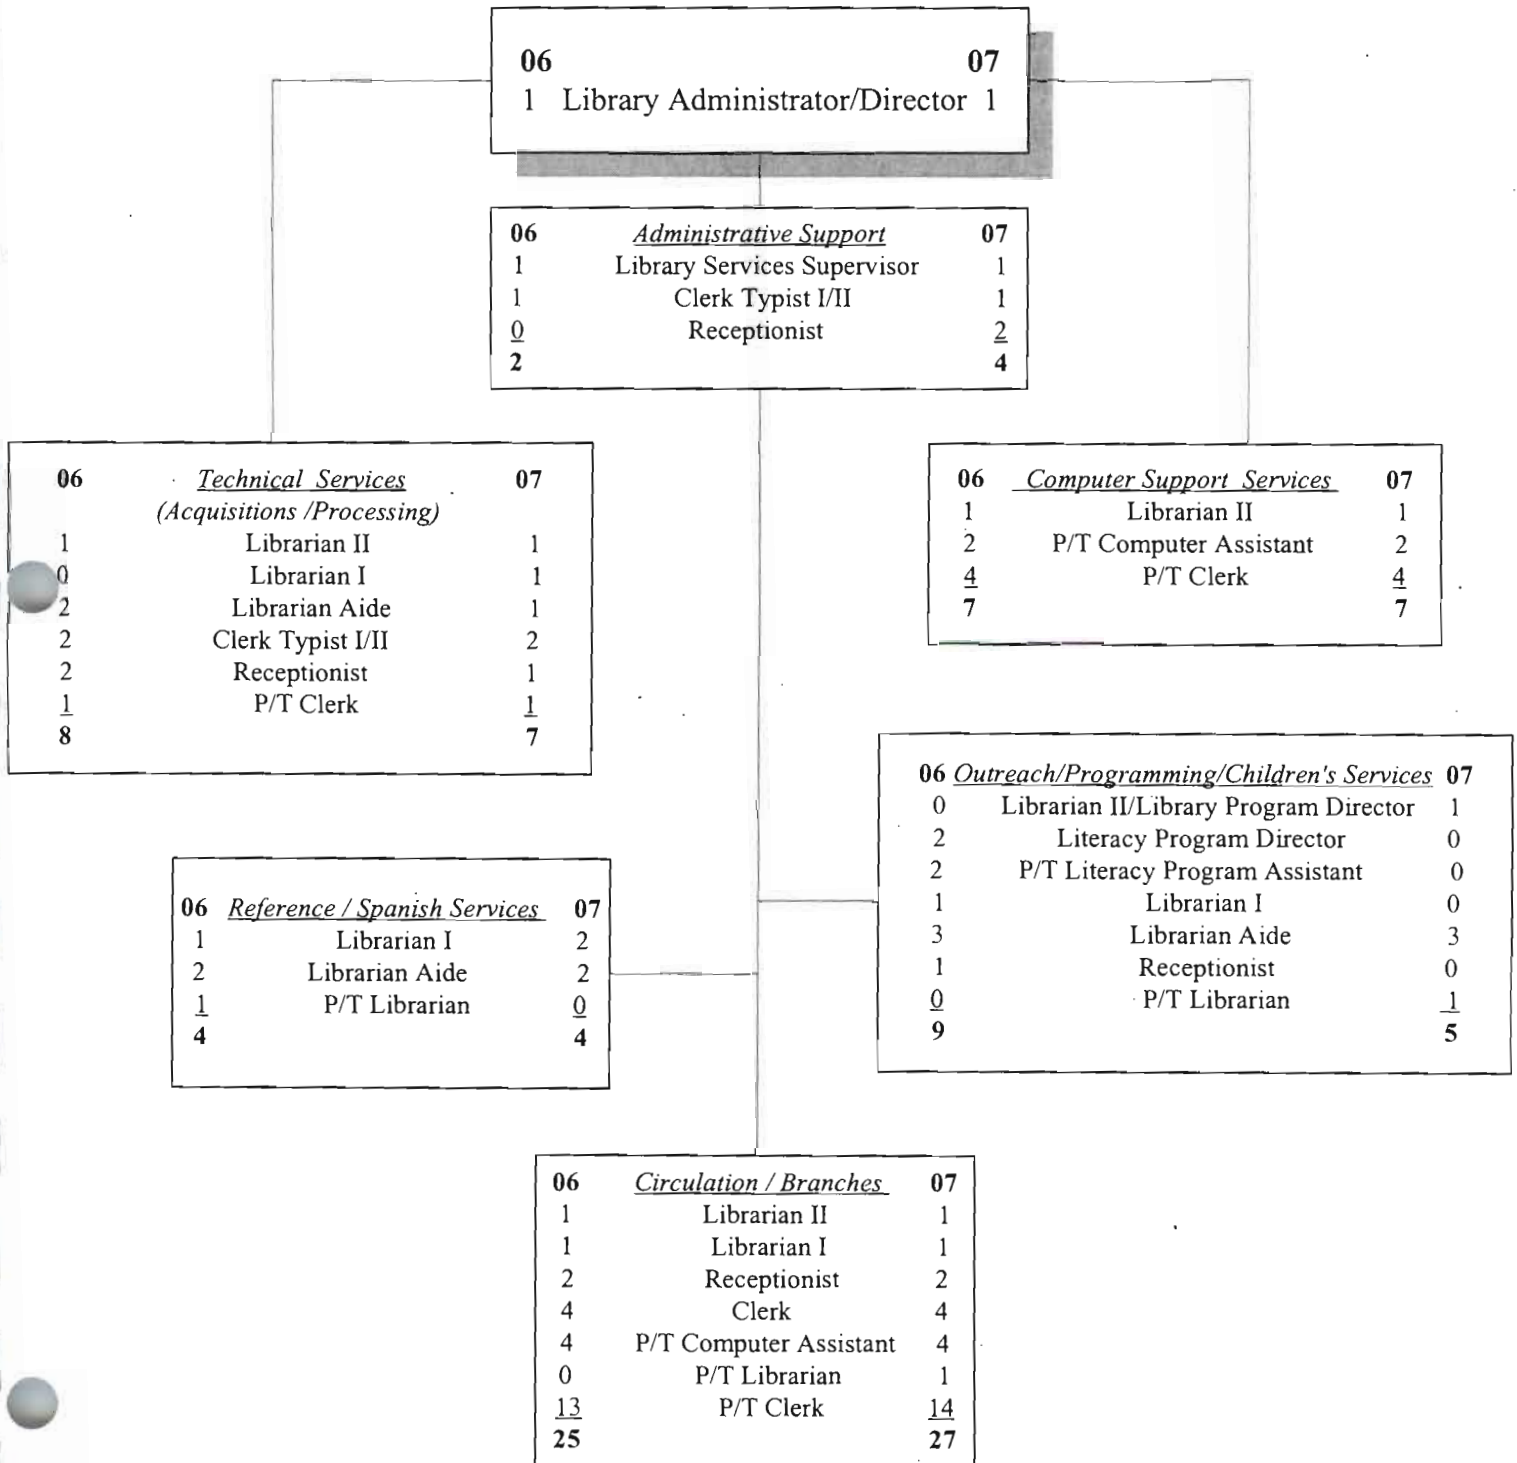 06 07
1 Library Administrator/Director 1
06 Administrative Support 07
1 Library Services Supervisor 1
1 Clerk Typist I/II 1
0 Receptionist 2
2 4
06 Technical Services 07
(Acquisitions /Processing)
1 Librarian II 1
0 Librarian I 1
2 Librarian Aide 1
2 Clerk Typist I/II 2
2 Receptionist 1
1 P/T Clerk 1
8 7
06 Computer Support Services 07
1 Librarian II 1
2 P/T Computer Assistant 2
4 P/T Clerk 4
7 7
06 Outreach/Programming/Children's Services 07
0 Librarian II/Library Program Director 1
2 Literacy Program Director 0
2 P/T Literacy Program Assistant 0
1 Librarian I 0
3 Librarian Aide 3
1 Receptionist 0
0 P/T Librarian 1
9 5
06 Reference / Spanish Services 07
1 Librarian I 2
2 Librarian Aide 2
1 P/T Librarian 0
4 4
06 Circulation / Branches 07
1 Librarian II 1
1 Librarian I 1
2 Receptionist 2
4 Clerk 4
4 P/T Computer Assistant 4
0 P/T Librarian 1
13 P/T Clerk 14
25 27